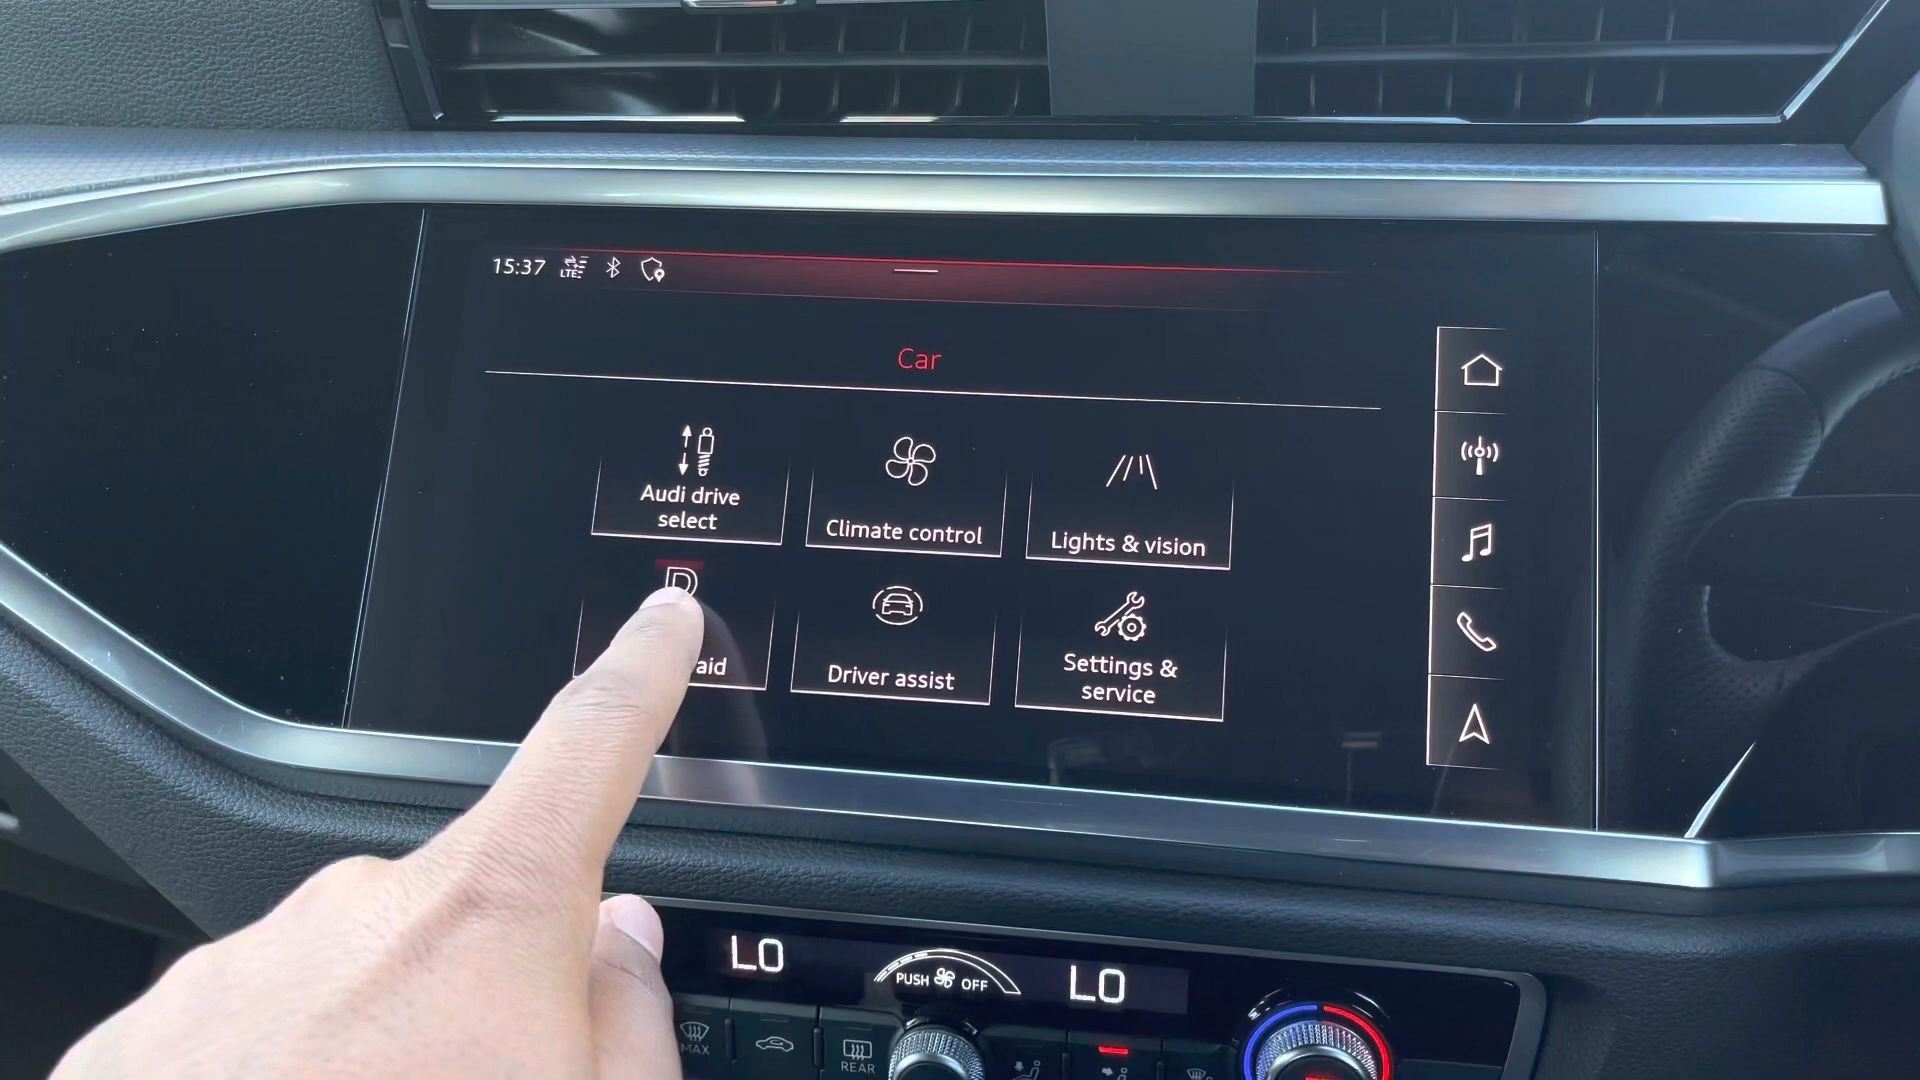 15:37 LTE
Car
Audi drive
select
Climate control
Lights & vision
aid
Driver assist
Settings &
service
LO
PUSH OFF
LO
MAX
REAR